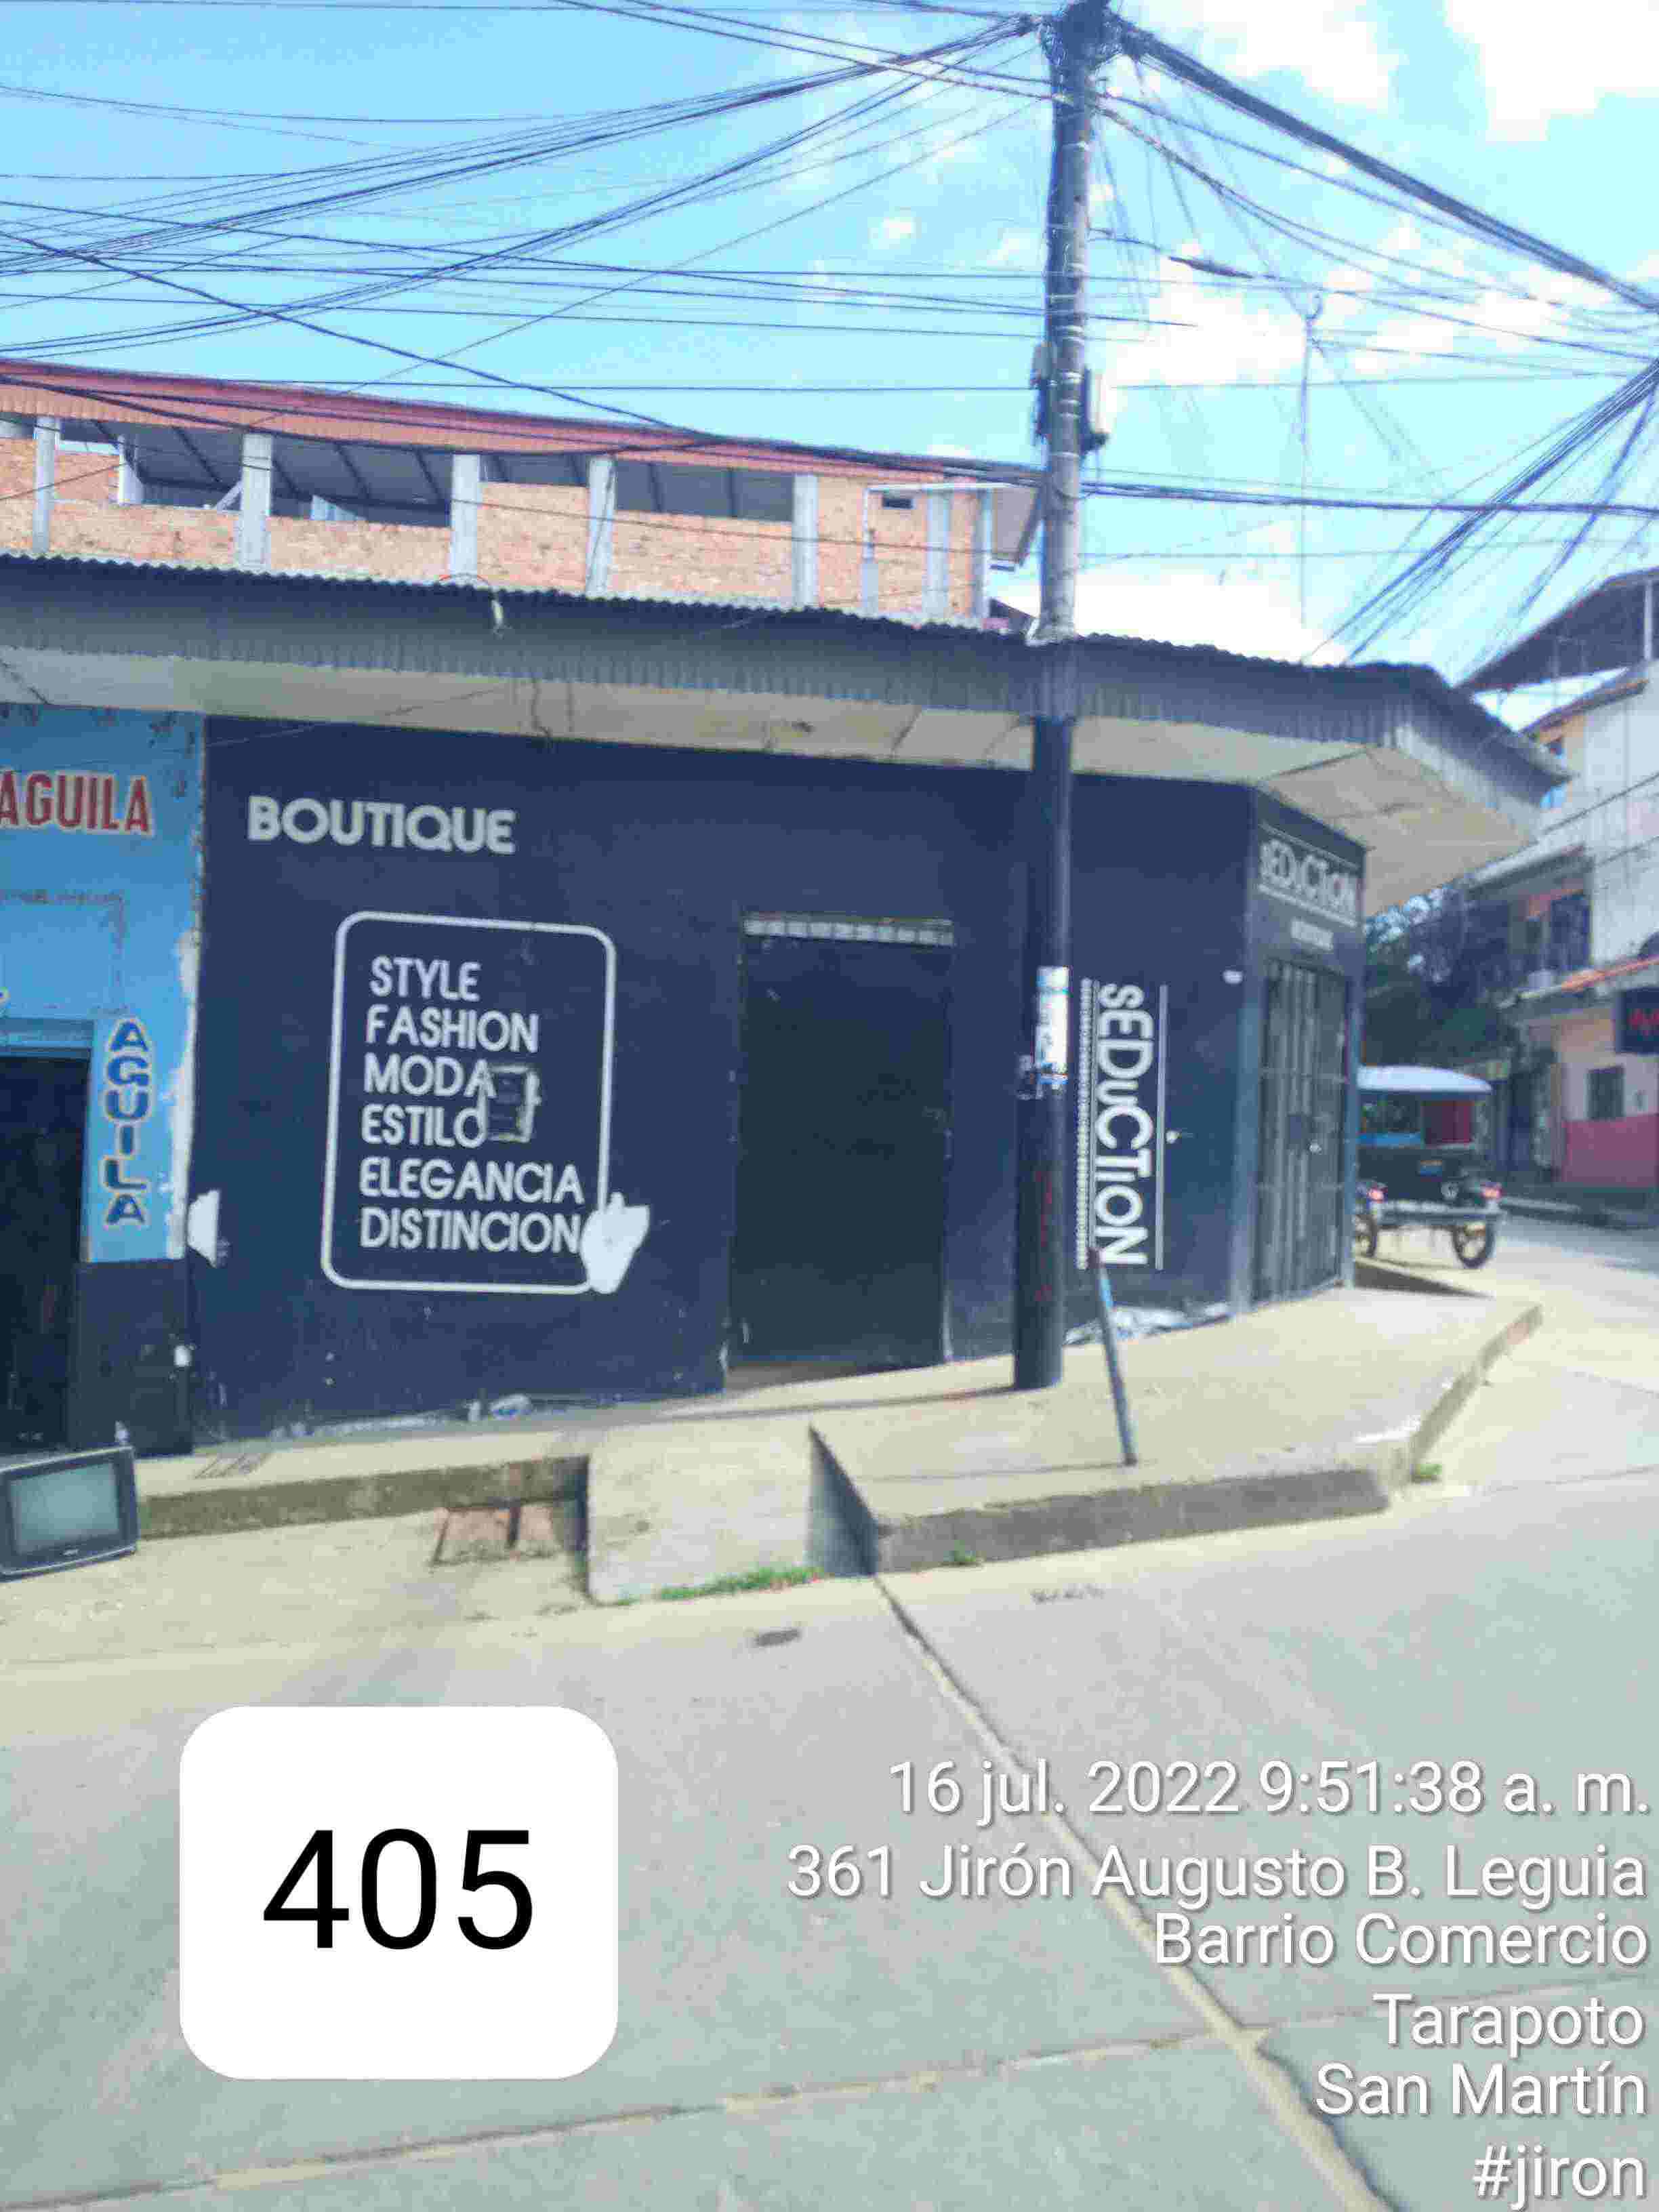 AGUILA
BOUTIQUE
sEDuCTioN
STYLE
FASHION
MODA
ESTILO
ELEGANCIA
DISTINCION
AGUILA
sEDuCTioN
405
16 jul. 2022 9:51:38 a. m.
361 Jirón Augusto B. Leguia
Barrio Comercio
Tarapoto
San Martín
#jiron